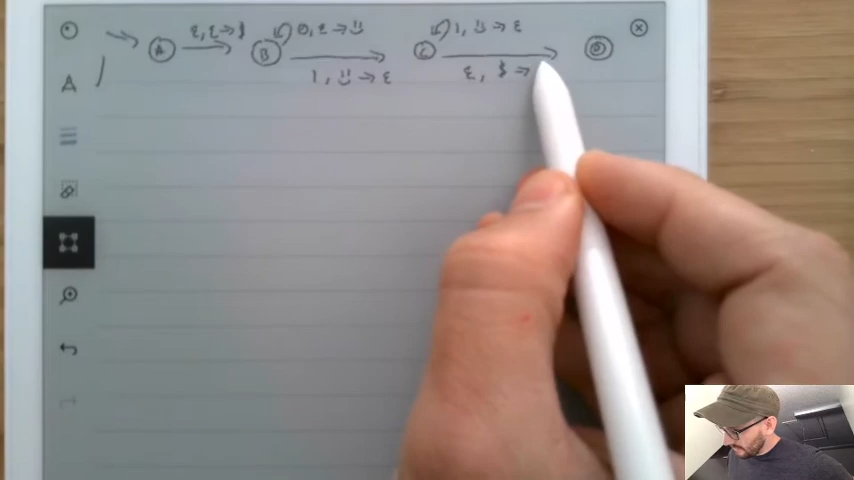 ε, ε → $ 0, ε → ü 1, ü → ε
A B C D
1, ü → ε ε, $ →